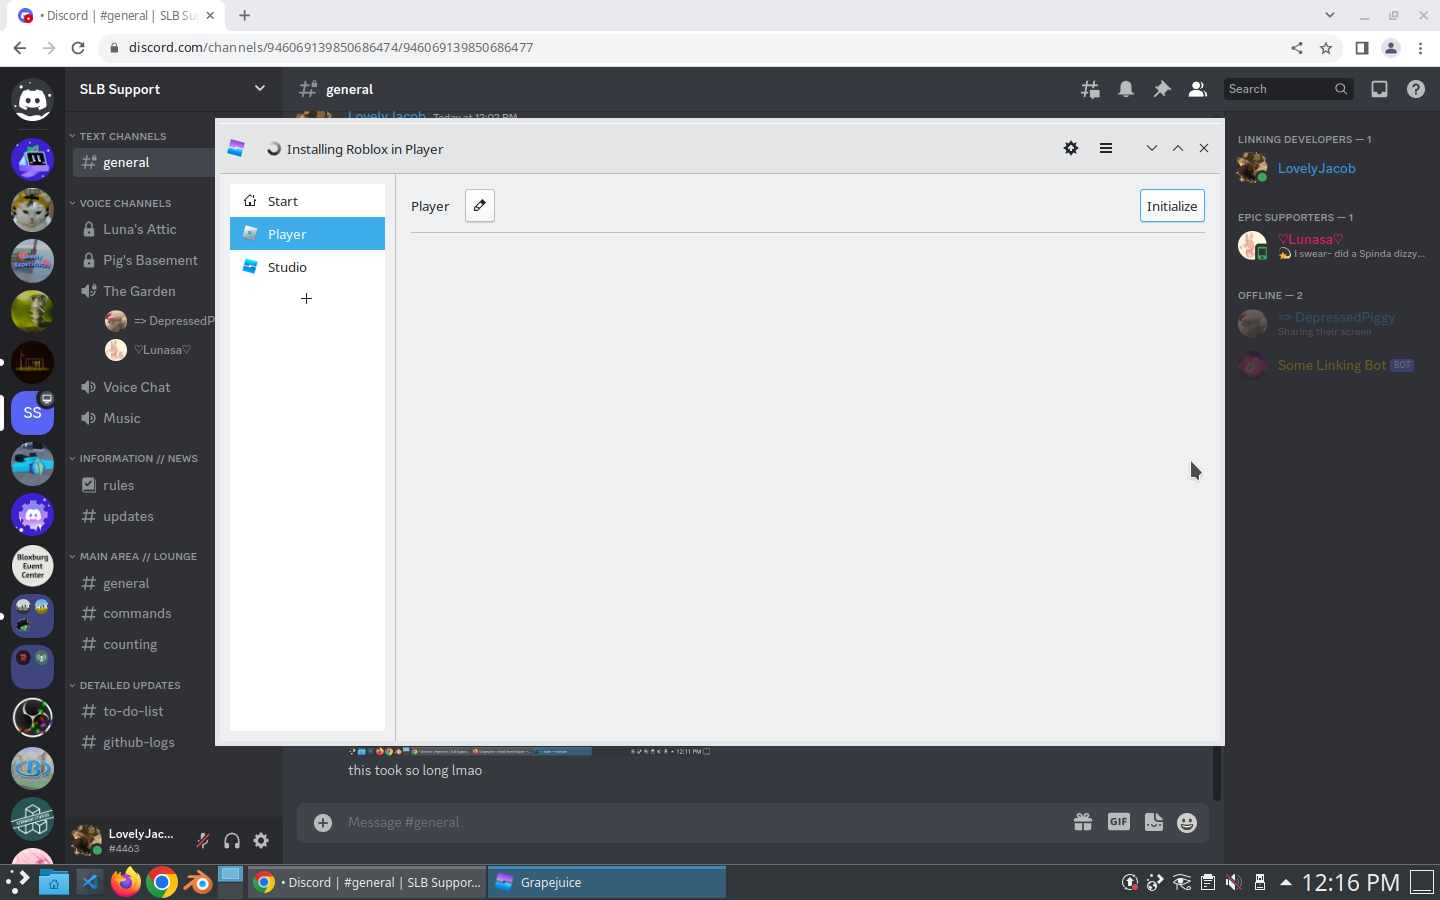 • Discord | #general | SLB Su
discord.com/channels/946069139850686474/946069139850686477
SLB Support
general
Search
TEXT CHANNELS
general
VOICE CHANNELS
Luna's Attic
Pig's Basement
The Garden
=> DepressedP
♡Lunasa♡
Voice Chat
Music
INFORMATION // NEWS
rules
updates
MAIN AREA // LOUNGE
general
commands
counting
DETAILED UPDATES
to-do-list
github-logs
SS
Bloxburg
Event
Center
LovelyJac...
#4463
LovelyJacob Today at 12:02 PM
Installing Roblox in Player
Start
Player
Studio
Player
Initialize
12:11 PM
this took so long lmao
Message #general
GIF
LINKING DEVELOPERS — 1
LovelyJacob
EPIC SUPPORTERS — 1
♡Lunasa♡
💫 I swear- did a Spinda dizzy...
OFFLINE — 2
=> DepressedPiggy
Sharing their screen
Some Linking Bot BOT
• Discord | #general | SLB Suppor...
Grapejuice
12:16 PM